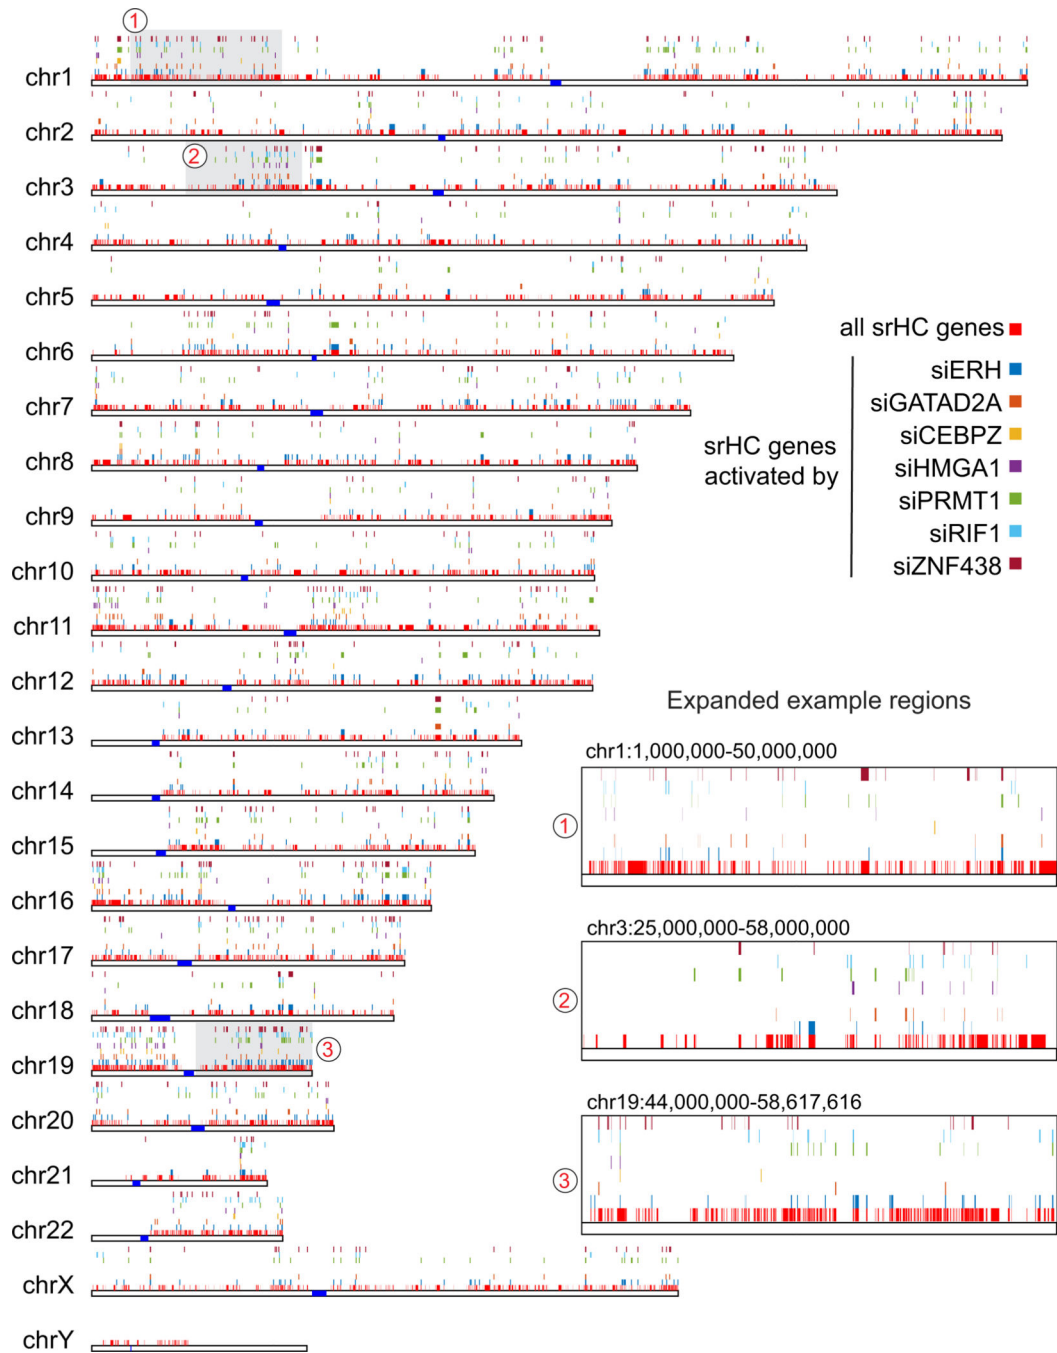 ①
chr1
chr2
②
chr3
chr4
chr5
chr6
chr7
chr8
chr9
chr10
chr11
chr12
chr13
chr14
chr15
chr16
chr17
chr18
chr19
③
chr20
chr21
chr22
chrX
chrY
all srHC genes
srHC genes
activated by
siERH
siGATAD2A
siCEBPZ
siHMGA1
siPRMT1
siRIF1
siZNF438
Expanded example regions
chr1:1,000,000-50,000,000
①
chr3:25,000,000-58,000,000
②
chr19:44,000,000-58,617,616
③